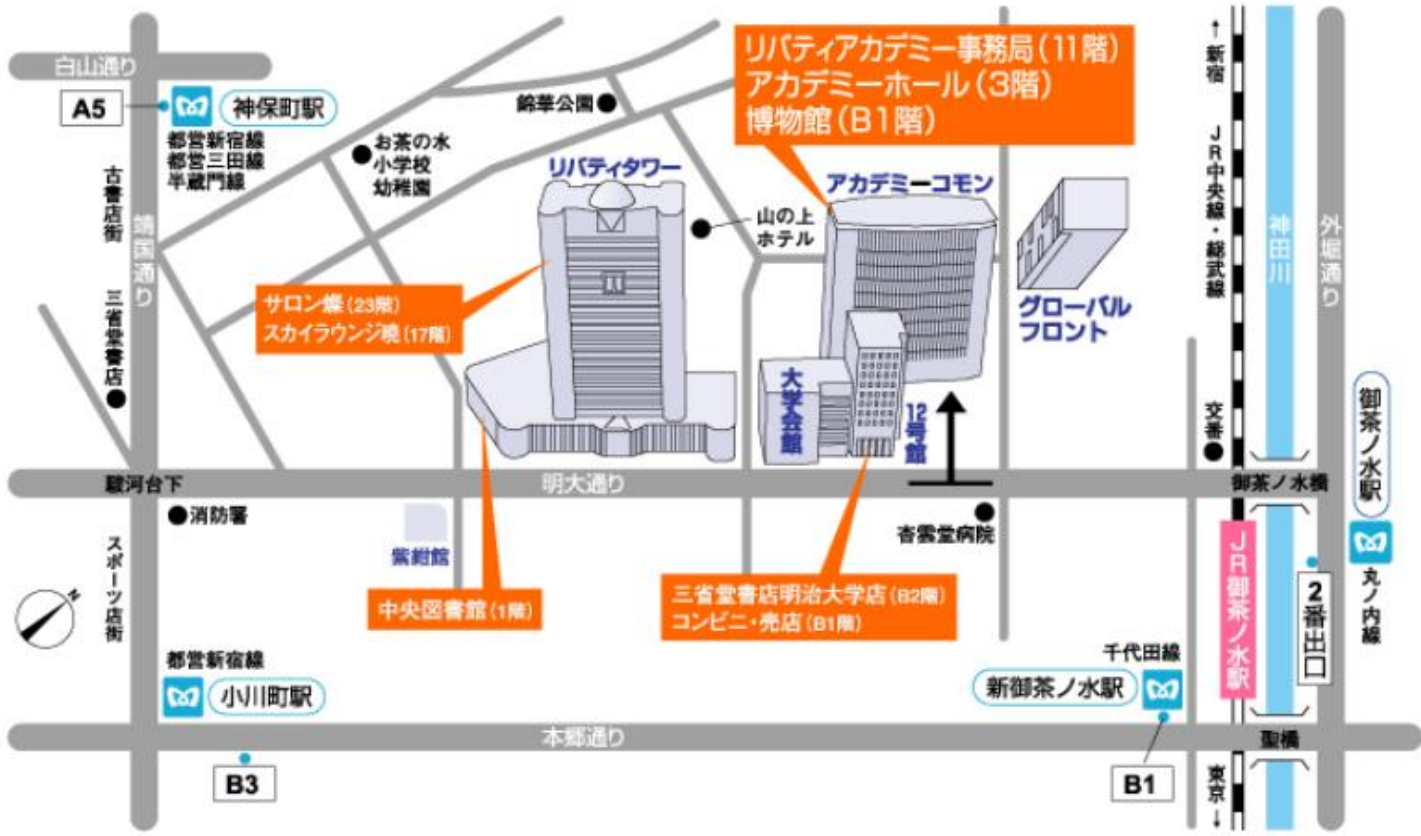 白山通り
A5
神保町駅
都営新宿線
都営三田線
半蔵門線
古書店街
靖国通り
三省堂書店
お茶の水
小学校
幼稚園
錦華公園
リバティタワー
山の上
ホテル
サロン燦(23階)
スカイラウンジ暁(17階)
リバティアカデミー事務局(11階)
アカデミーホール(3階)
博物館(B1階)
アカデミーコモン
グローバル
フロント
大学会館
12号館
↑新宿
JR中央線・総武線
神田川
外堀通り
交番
御茶ノ水駅
丸ノ内線
2番出口
駿河台下
明大通り
御茶ノ水橋
消防署
紫紺館
杏雲堂病院
スポーツ店街
N
中央図書館(1階)
三省堂書店明治大学店(B2階)
コンビニ・売店(B1階)
JR御茶ノ水駅
都営新宿線
小川町駅
千代田線
新御茶ノ水駅
本郷通り
聖橋
B3
B1
東京→